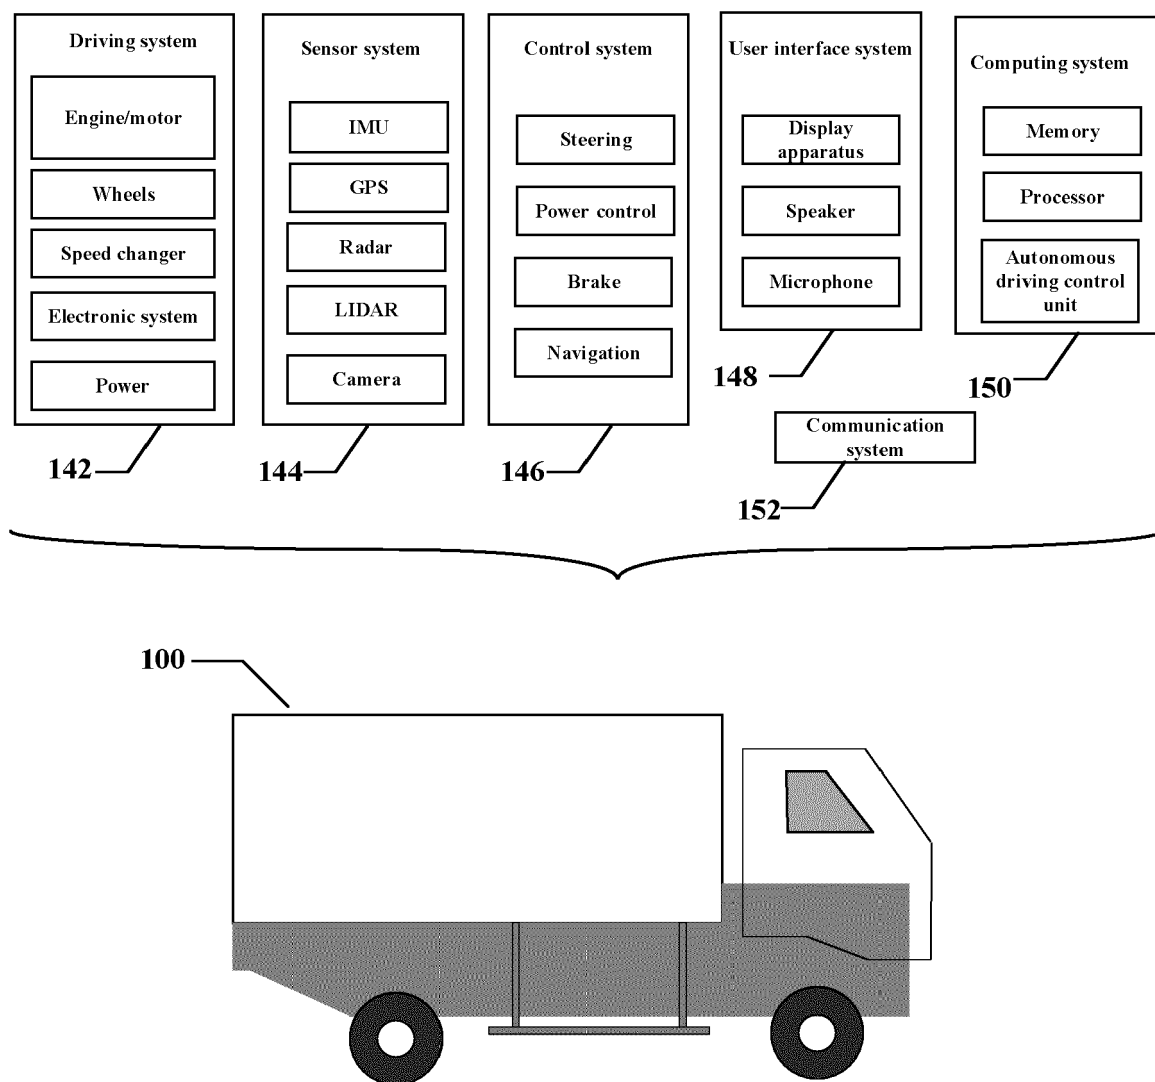 Driving system
Engine/motor
Wheels
Speed changer
Electronic system
Power
142
Sensor system
IMU
GPS
Radar
LIDAR
Camera
144
Control system
Steering
Power control
Brake
Navigation
146
User interface system
Display
apparatus
Speaker
Microphone
148
Computing system
Memory
Processor
Autonomous
driving control
unit
150
Communication
system
152
100